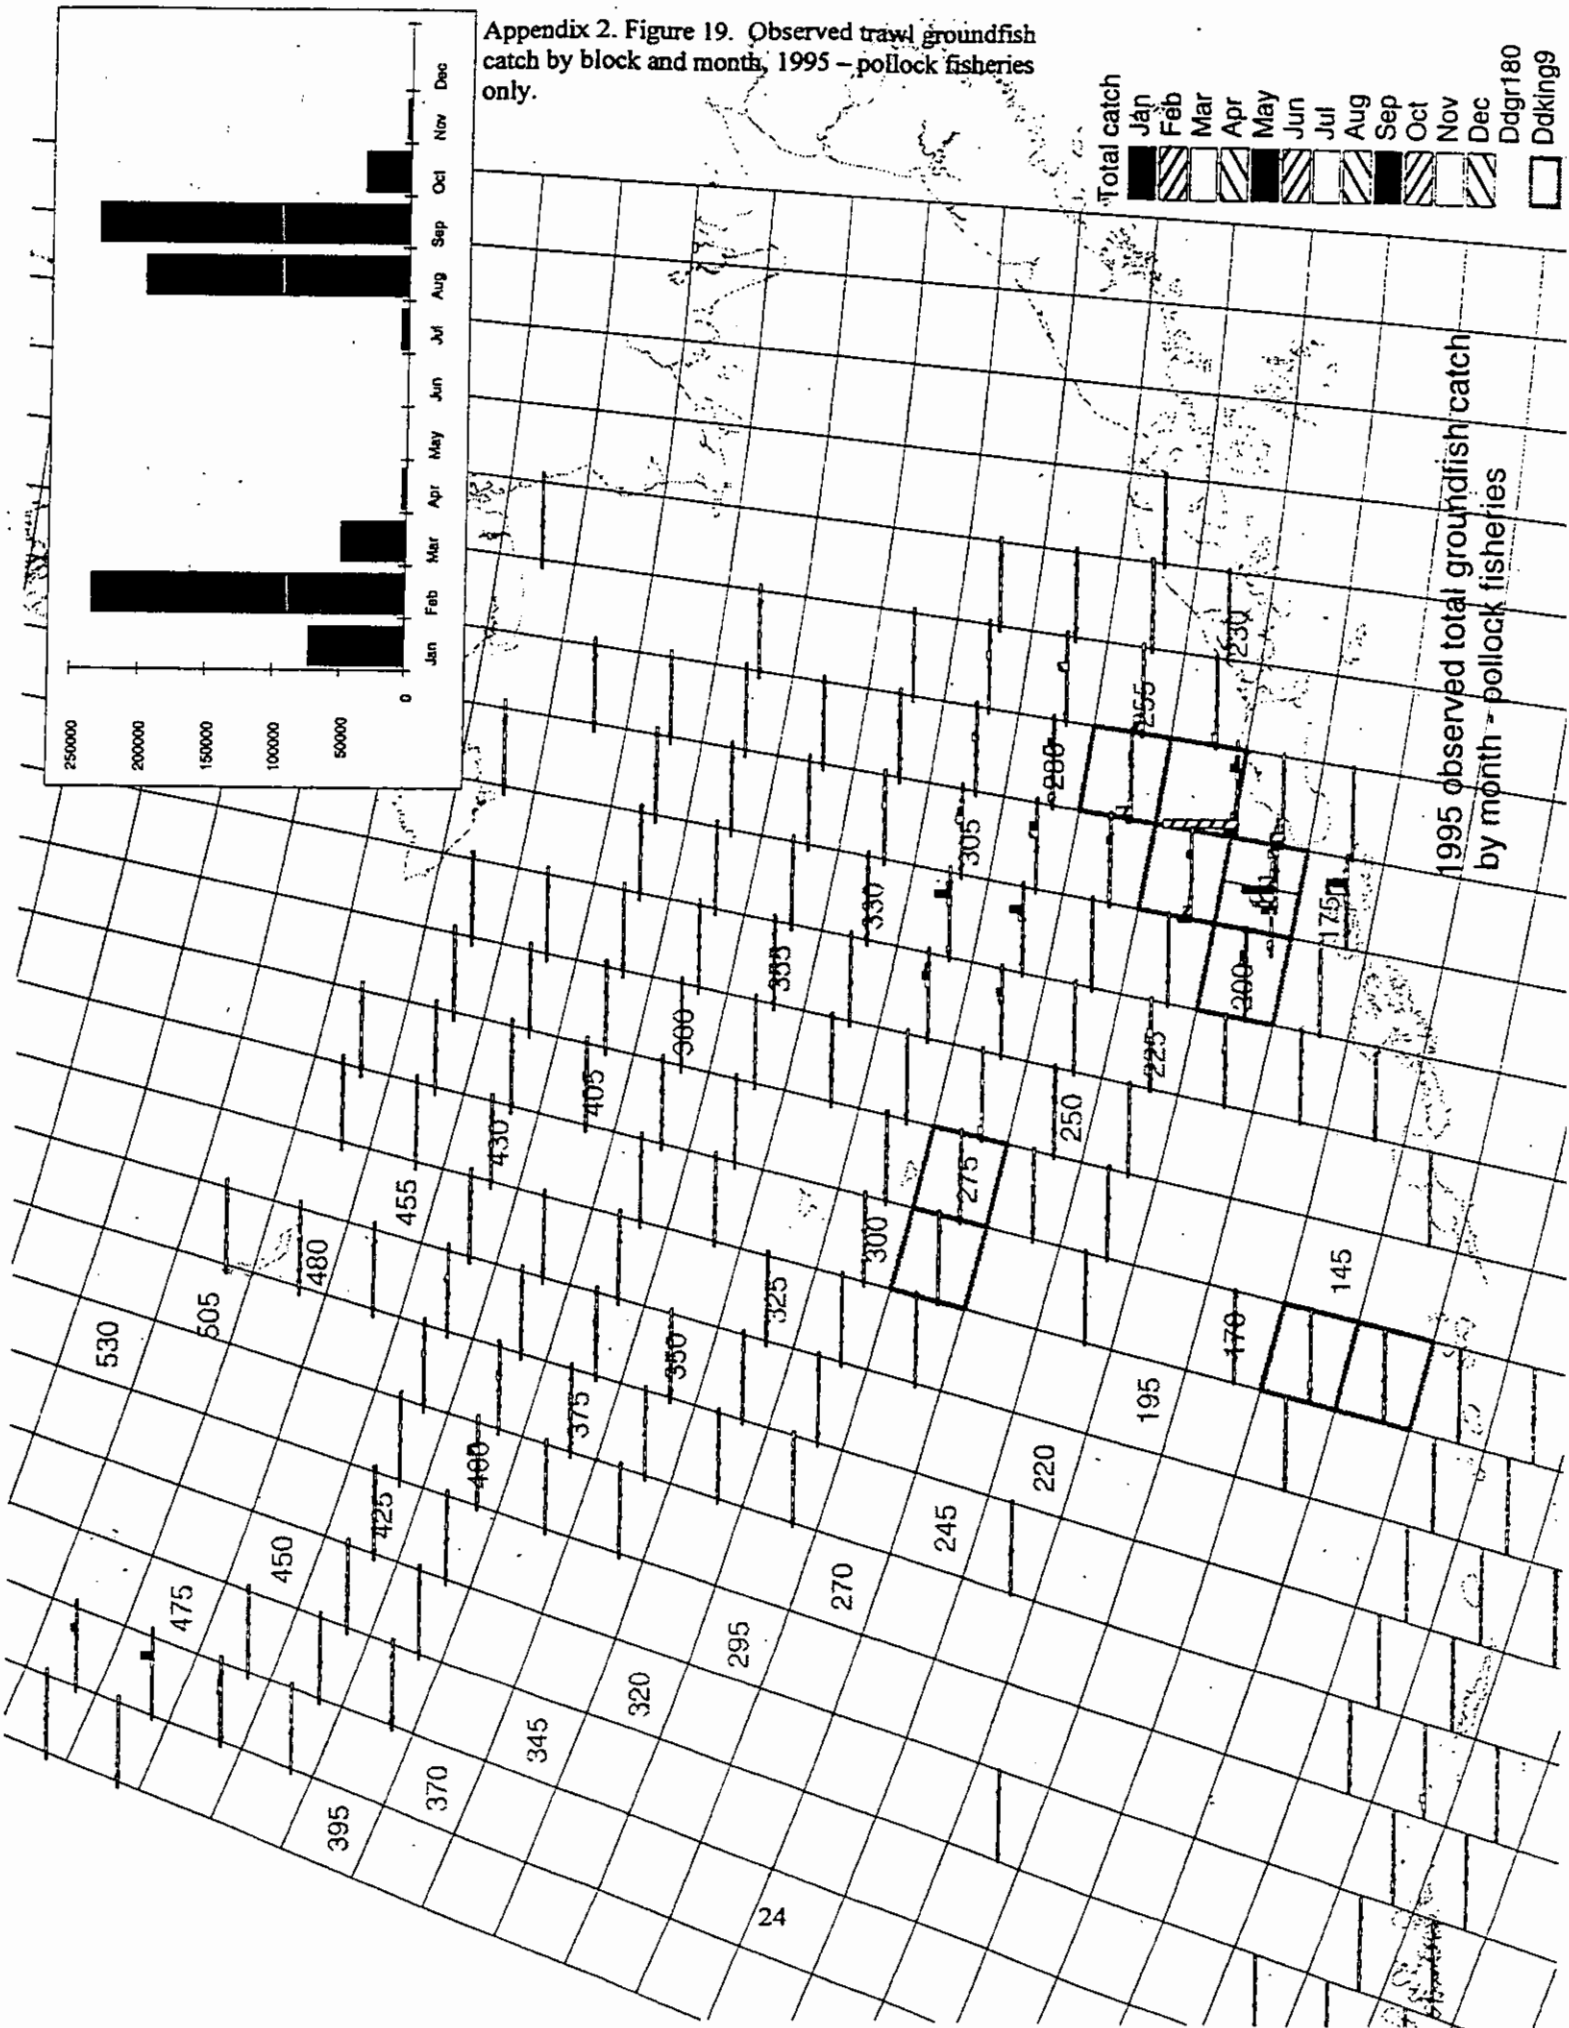 Appendix 2. Figure 19. Observed trawl groundfish
catch by block and month, 1995 – pollock fisheries
only.
250000
200000
150000
100000
50000
0
Jan
Feb
Mar
Apr
May
Jun
Jul
Aug
Sep
Oct
Nov
Dec
Total catch
Jan
Feb
Mar
Apr
May
Jun
Jul
Aug
Sep
Oct
Nov
Dec
Ddgr180
Ddking9
530
505
480
455
430
405
355
330
305
280
255
230
475
450
425
400
375
350
325
300
275
250
225
200
175
395
370
345
320
295
270
245
220
195
170
145
1995 observed total groundfish catch
by month - pollock fisheries
24